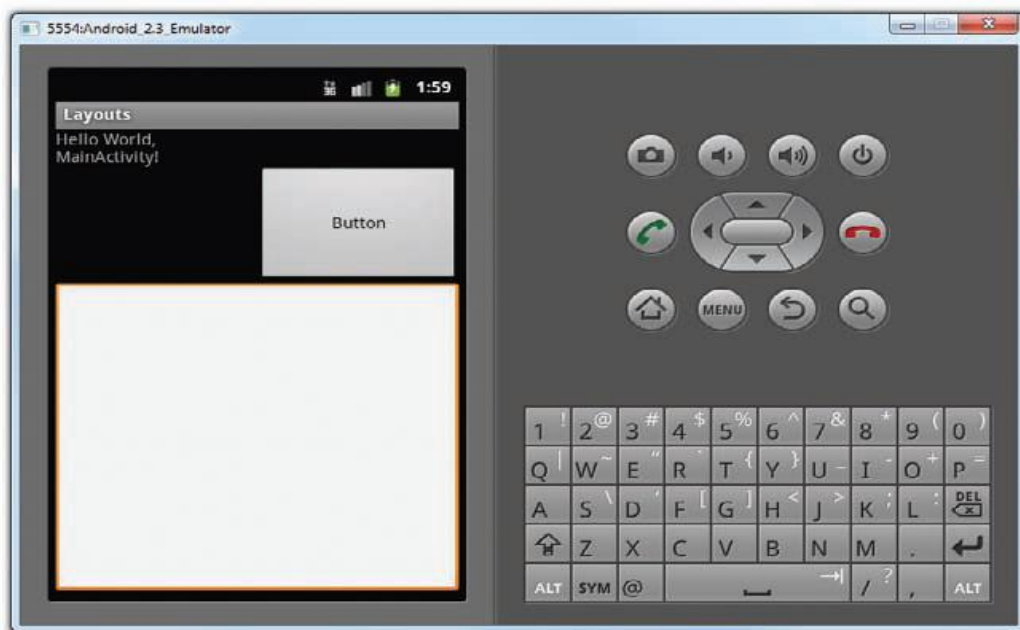 5554:Android_2.3_Emulator
1:59
Layouts
Hello World,
MainActivity!
Button
MENU
1 ! 2 @ 3 # 4 $ 5 % 6 ^ 7 & 8 * 9 ( 0 )
Q | W ~ E " R ` T { Y } U _ I - O + P =
A S \ D ' F [ G ] H < J > K ; L : DEL
Z X C V B N M .
ALT SYM @ / ? , ALT